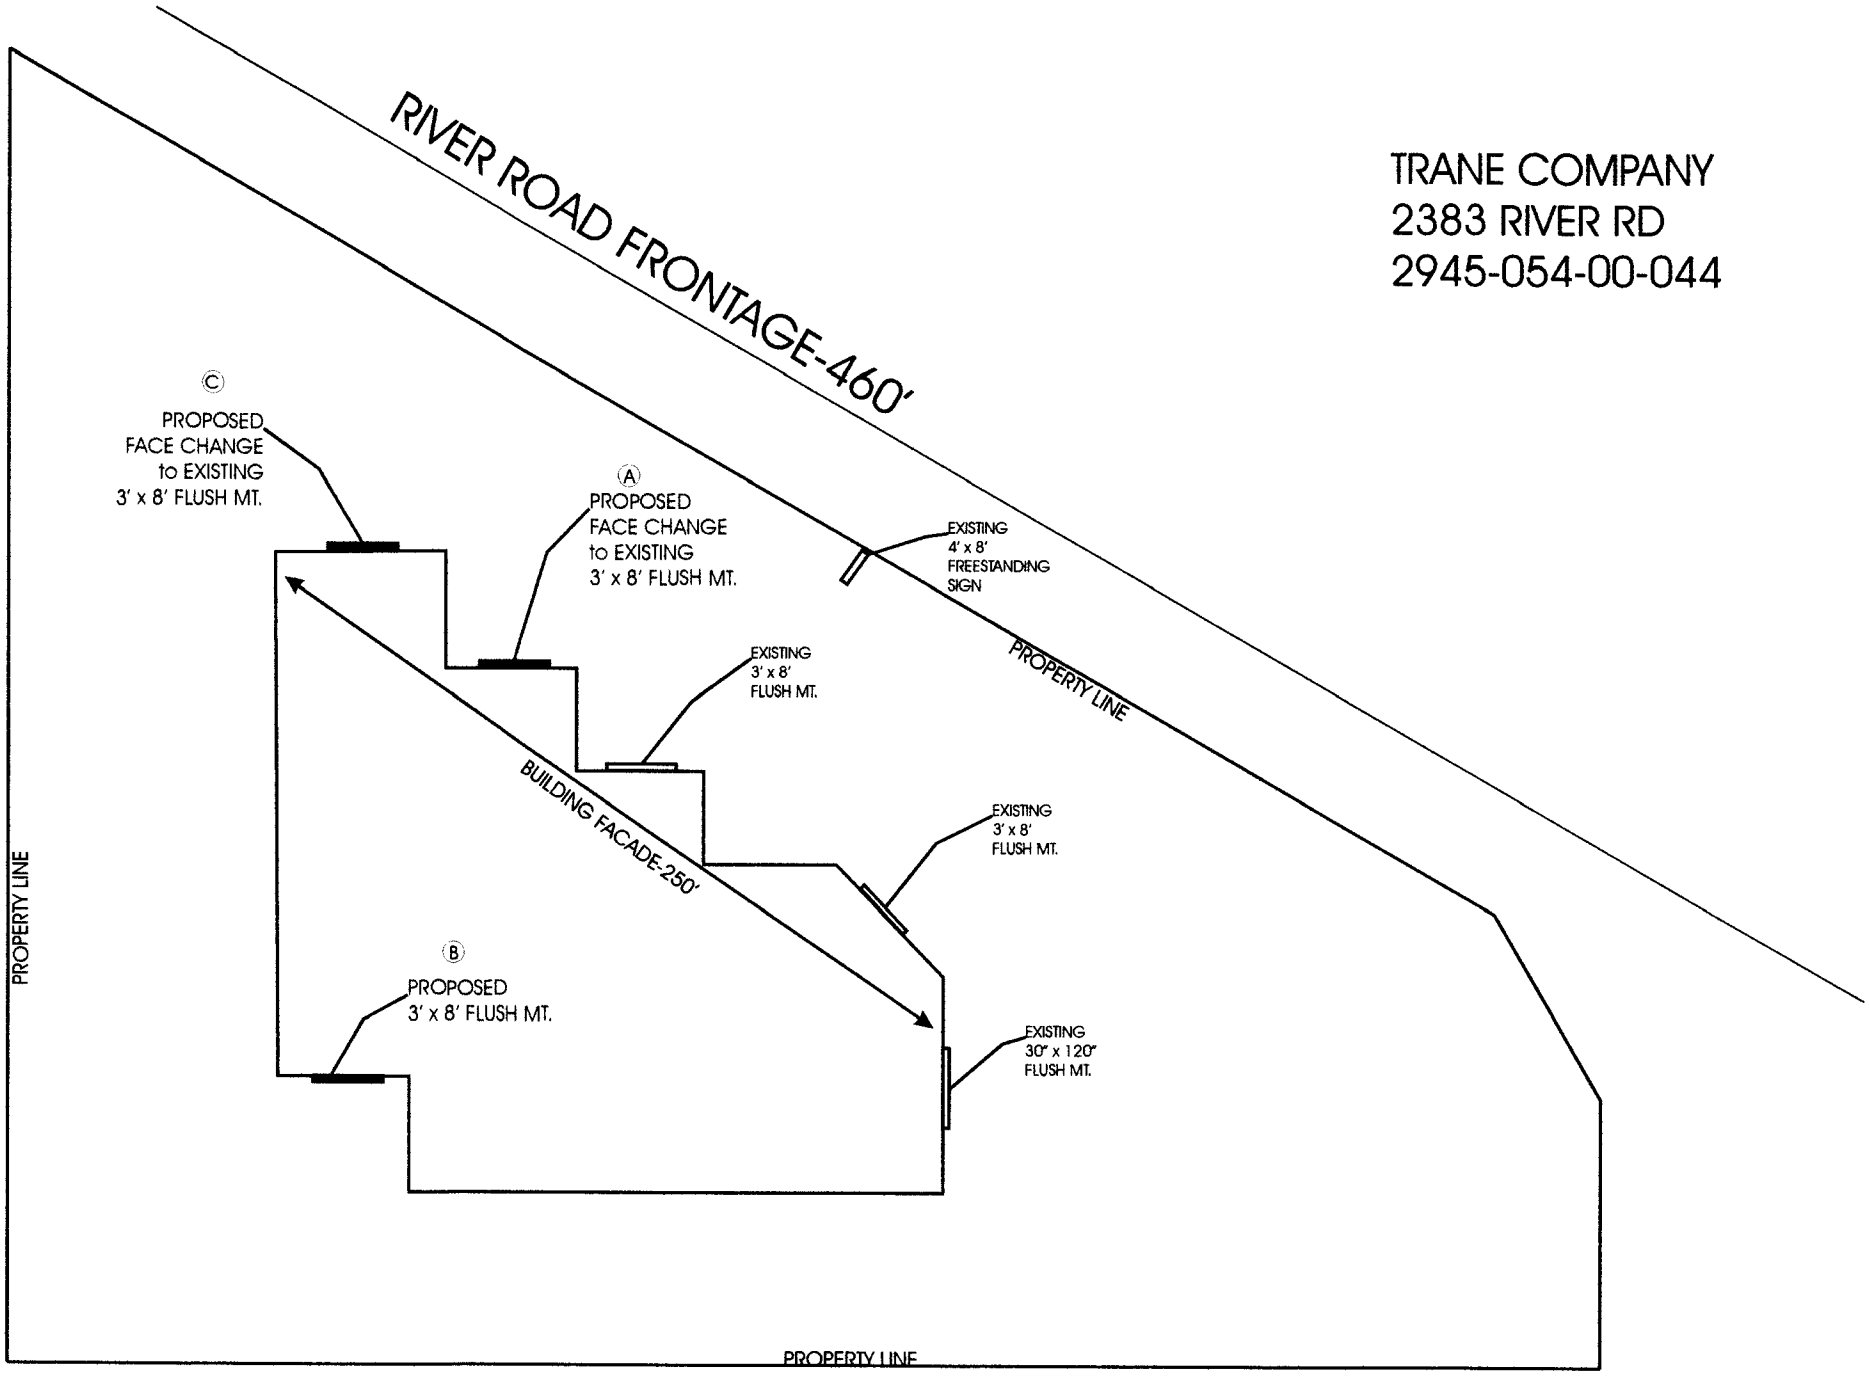 RIVER ROAD FRONTAGE-460'
TRANE COMPANY
2383 RIVER RD
2945-054-00-044
C
PROPOSED
FACE CHANGE
to EXISTING
3' x 8' FLUSH MT.
A
PROPOSED
FACE CHANGE
to EXISTING
3' x 8' FLUSH MT.
EXISTING
4' x 8'
FREESTANDING
SIGN
EXISTING
3' x 8'
FLUSH MT.
PROPERTY LINE
BUILDING FACADE-250'
EXISTING
3' x 8'
FLUSH MT.
PROPERTY LINE
B
PROPOSED
3' x 8' FLUSH MT.
EXISTING
30" x 120"
FLUSH MT.
PROPERTY LINE